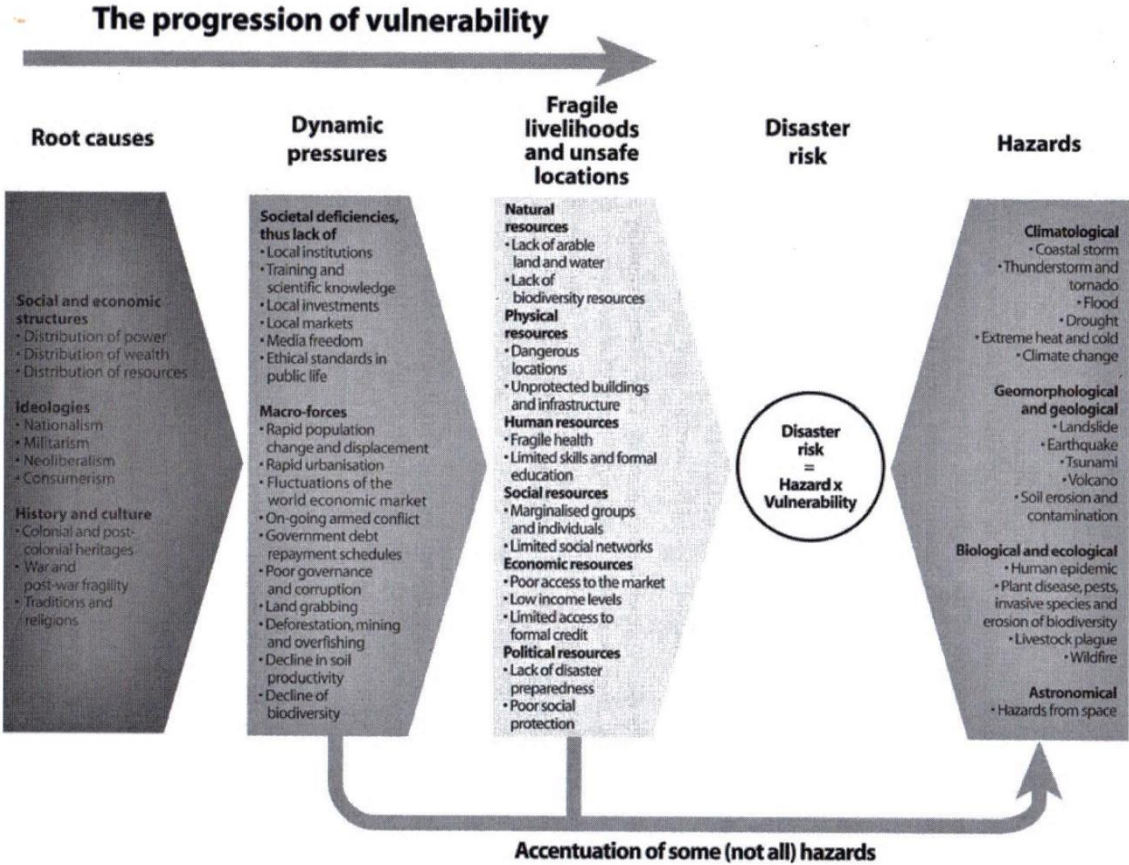 The progression of vulnerability
Root causes
Dynamic
pressures
Fragile
livelihoods
and unsafe
locations
Disaster
risk
Hazards
Social and economic
structures
• Distribution of power
• Distribution of wealth
• Distribution of resources
Ideologies
• Nationalism
• Militarism
• Neoliberalism
• Consumerism
History and culture
• Colonial and post-
colonial heritages
• War and
post-war fragility
• Traditions and
religions
Societal deficiencies,
thus lack of
• Local institutions
• Training and
scientific knowledge
• Local investments
• Local markets
• Media freedom
• Ethical standards in
public life
Macro-forces
• Rapid population
change and displacement
• Rapid urbanisation
• Fluctuations of the
world economic market
• On-going armed conflict
• Government debt
repayment schedules
• Poor governance
and corruption
• Land grabbing
• Deforestation, mining
and overfishing
• Decline in soil
productivity
• Decline of
biodiversity
Natural
resources
• Lack of arable
land and water
• Lack of
biodiversity resources
Physical
resources
• Dangerous
locations
• Unprotected buildings
and infrastructure
Human resources
• Fragile health
• Limited skills and formal
education
Social resources
• Marginalised groups
and individuals
• Limited social networks
Economic resources
• Poor access to the market
• Low income levels
• Limited access to
formal credit
Political resources
• Lack of disaster
preparedness
• Poor social
protection
Disaster
risk
=
Hazard x
Vulnerability
Climatological
• Coastal storm
• Thunderstorm and
tornado
• Flood
• Drought
• Extreme heat and cold
• Climate change
Geomorphological
and geological
• Landslide
• Earthquake
• Tsunami
• Volcano
• Soil erosion and
contamination
Biological and ecological
• Human epidemic
• Plant disease, pests,
invasive species and
erosion of biodiversity
• Livestock plague
• Wildfire
Astronomical
• Hazards from space
Accentuation of some (not all) hazards